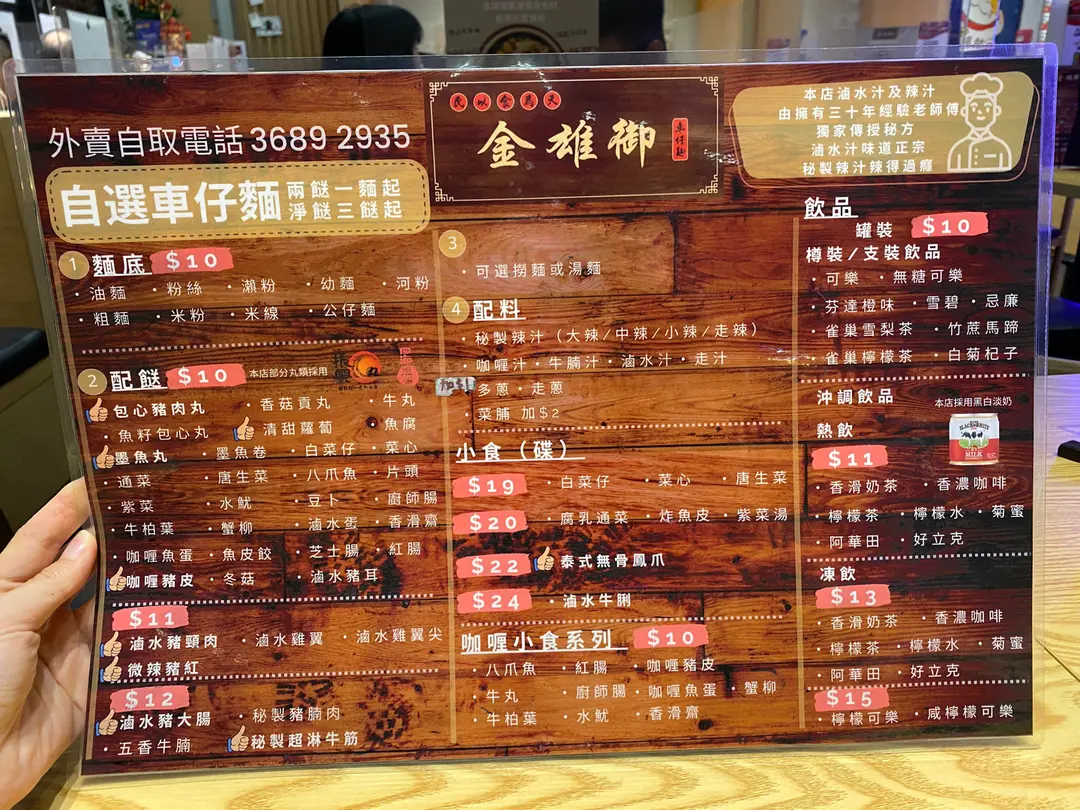 外賣自取電話 3689 2935
民以食為天
金雄御
車仔麵
本店滷水汁及辣汁
由擁有三十年經驗老師傅
獨家傳授秘方
滷水汁味道正宗
秘製辣汁辣得過癮
自選車仔麵
兩餸一麵起
淨餸三餸起
1 麵底 $10
・油麵 ・粉絲 ・瀨粉 ・幼麵 ・河粉
・粗麵 ・米粉 ・米線 ・公仔麵
2 配餸 $10 本店部分丸類採用
包心豬肉丸 ・香菇貢丸 ・牛丸
・魚籽包心丸 清甜蘿蔔 ・魚腐
墨魚丸 ・墨魚卷 ・白菜仔 ・菜心
・通菜 ・唐生菜 ・八爪魚 ・片頭
・紫菜 ・水魷 ・豆卜 ・廚師腸
・牛柏葉 ・蟹柳 ・滷水蛋 ・香滑齋
・咖喱魚蛋 ・魚皮餃 ・芝士腸 ・紅腸
咖喱豬皮 ・冬菇 ・滷水豬耳
$11
滷水豬頸肉 ・滷水雞翼 ・滷水雞翼尖
微辣豬紅
$12
滷水豬大腸 ・秘製豬腩肉
・五香牛腩 秘製超淋牛筋
3
・可選撈麵或湯麵
4 配料
・秘製辣汁（大辣/中辣/小辣/走辣）
・咖喱汁・牛腩汁・滷水汁・走汁
・多蔥・走蔥
・菜脯 加$2
小食（碟）
$19 ・白菜仔 ・菜心 ・唐生菜
$20 ・腐乳通菜 ・炸魚皮 ・紫菜湯
$22 泰式無骨鳳爪
$24 ・滷水牛脷
咖喱小食系列 $10
・八爪魚 ・紅腸 ・咖喱豬皮
・牛丸 ・廚師腸 ・咖喱魚蛋 ・蟹柳
・牛柏葉 ・水魷 ・香滑齋
飲品
罐裝 $10
樽裝/支裝飲品
・可樂 ・無糖可樂
・芬達橙味 ・雪碧 ・忌廉
・雀巢雪梨茶 ・竹蔗馬蹄
・雀巢檸檬茶 ・白菊杞子
沖調飲品 本店採用黑白淡奶
熱飲
BLACK&WHITE
MILK
$11
・香滑奶茶 ・香濃咖啡
・檸檬茶 ・檸檬水 ・菊蜜
・阿華田 ・好立克
凍飲
$13
・香滑奶茶 ・香濃咖啡
・檸檬茶 ・檸檬水 ・菊蜜
・阿華田 ・好立克
$15
・檸檬可樂 ・咸檸檬可樂